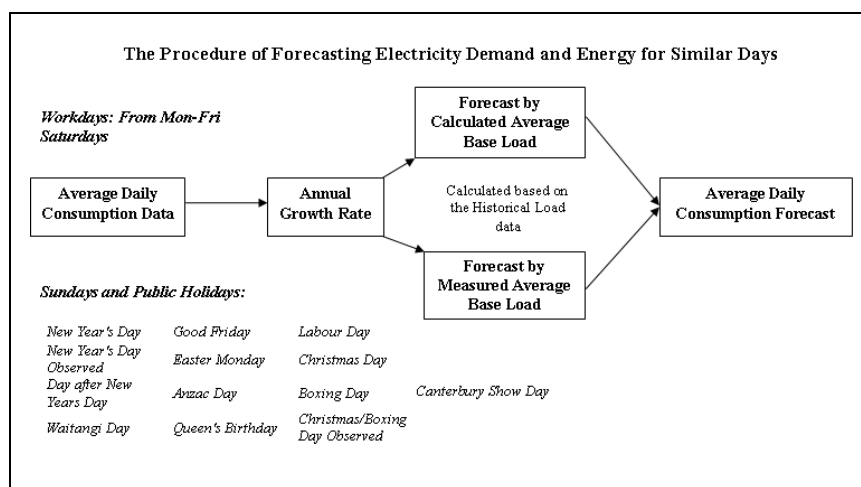 The Procedure of Forecasting Electricity Demand and Energy for Similar Days
Workdays: From Mon-Fri
Saturdays
Forecast by
Calculated Average
Base Load
Average Daily
Consumption Data
Annual
Growth Rate
Calculated based on
the Historical Load
data
Average Daily
Consumption Forecast
Forecast by
Measured Average
Base Load
Sundays and Public Holidays:
New Year's Day
Good Friday
Labour Day
New Year's Day
Observed
Easter Monday
Christmas Day
Day after New
Years Day
Anzac Day
Boxing Day
Canterbury Show Day
Waitangi Day
Queen's Birthday
Christmas/Boxing
Day Observed